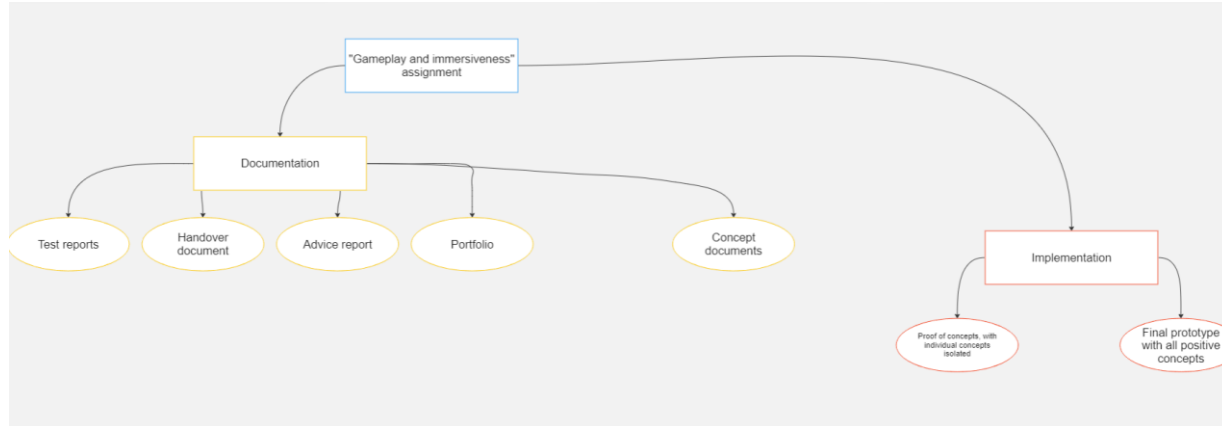 "Gameplay and immersiveness"
assignment
Documentation
Test reports
Handover
document
Advice report
Portfolio
Concept
documents
Implementation
Proof of concepts, with
individual concepts
isolated
Final prototype
with all positive
concepts